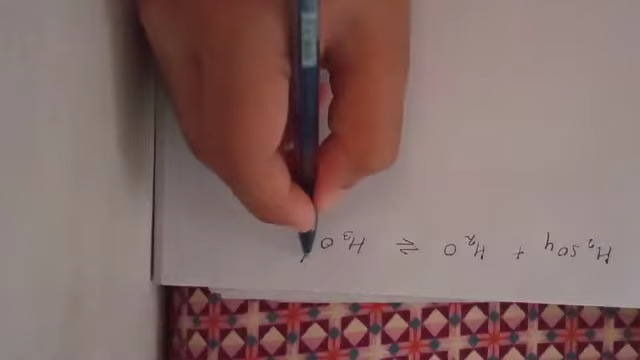 H₂SO₄ + H₂O ⇌ H₃O